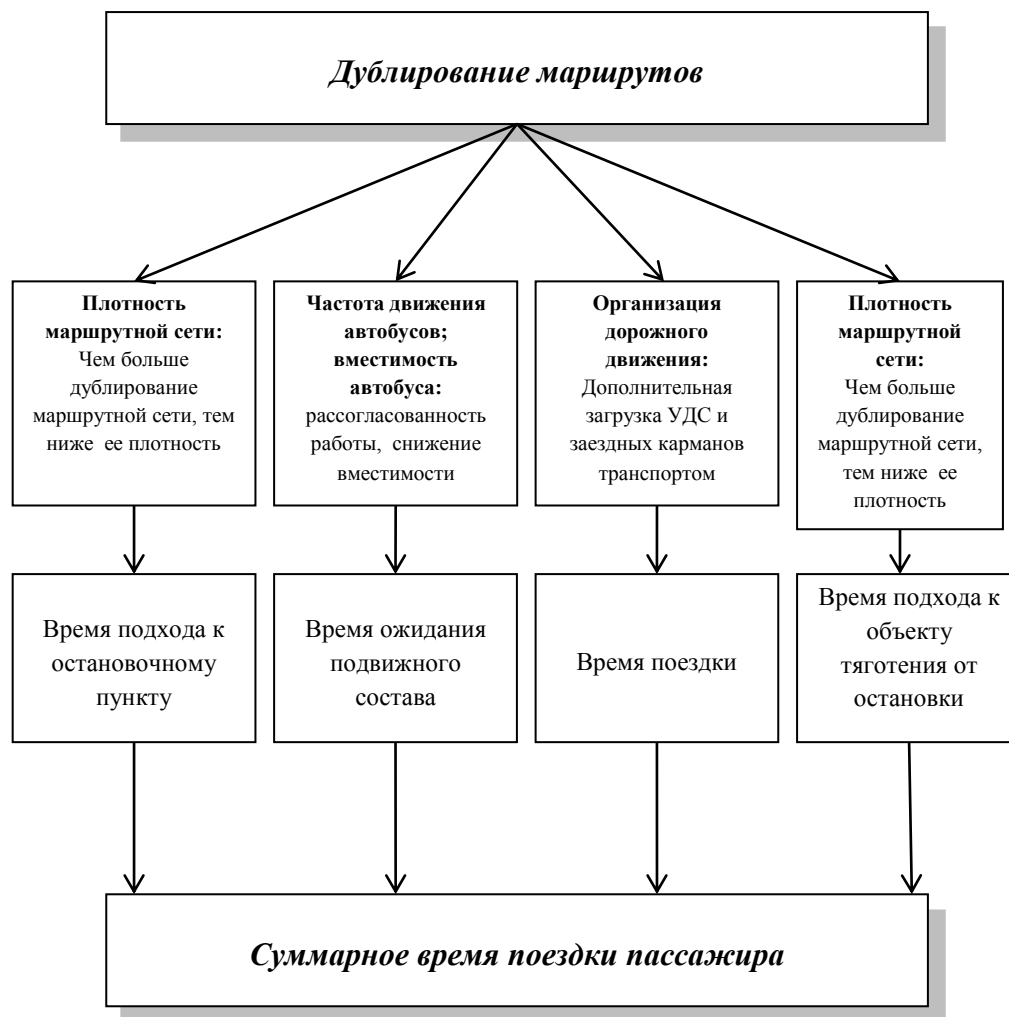 Дублирование маршрутов
Плотность
маршрутной сети:
Чем больше
дублирование
маршрутной сети, тем
ниже ее плотность
Частота движения
автобусов;
вместимость
автобуса:
рассогласованность
работы, снижение
вместимости
Организация
дорожного
движения:
Дополнительная
загрузка УДС и
заездных карманов
транспортом
Плотность
маршрутной
сети:
Чем больше
дублирование
маршрутной сети,
тем ниже ее
плотность
Время подхода к
остановочному
пункту
Время ожидания
подвижного
состава
Время поездки
Время подхода к
объекту
тяготения от
остановки
Суммарное время поездки пассажира